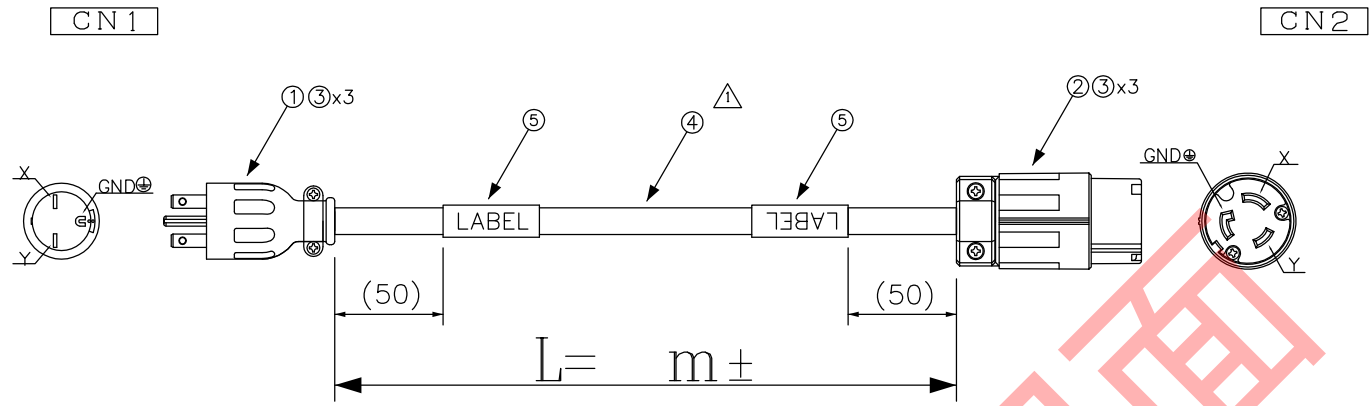 CN1
CN2
①③x3
⑤
④
1
⑤
②③x3
X
GND
Y
LABEL
LABEL
GND
X
Y
(50)
(50)
L= m±